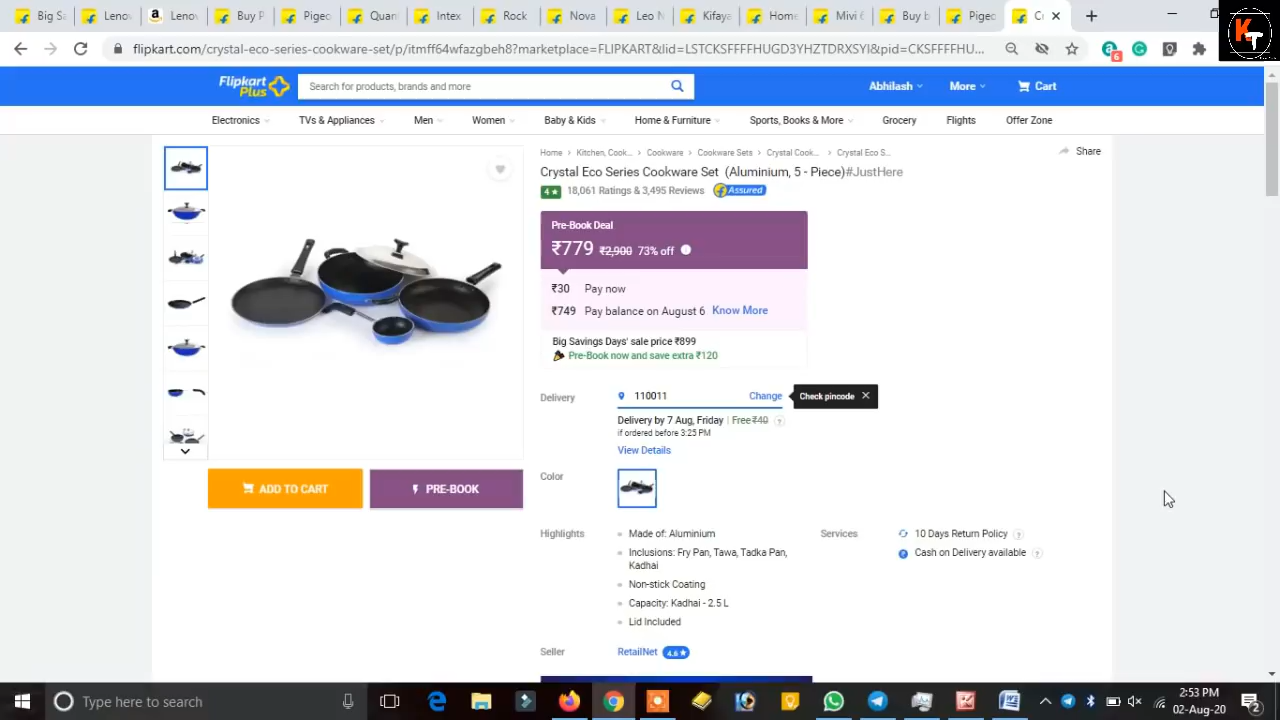 Big Sa
Lenov
Lenov
Buy P
Pigeo
Quan
Intex
Rock
Nova
Leo N
Kifaya
Home
Mivi 6
Buy b
Pigeo
C
flipkart.com/crystal-eco-series-cookware-set/p/itmff64wfazgbeh8?marketplace=FLIPKART&lid=LSTCKSFFFFHUGD3YHZTDRXSYI&pid=CKSFFFFHU...
6
KT
Flipkart
Plus
Search for products, brands and more
Abhilash
More
Cart
Electronics
TVs & Appliances
Men
Women
Baby & Kids
Home & Furniture
Sports, Books & More
Grocery
Flights
Offer Zone
Home > Kitchen, Cook... > Cookware > Cookware Sets > Crystal Cook... > Crystal Eco S...
Share
Crystal Eco Series Cookware Set (Aluminium, 5 - Piece)#JustHere
4★ 18,061 Ratings & 3,495 Reviews Assured
Pre-Book Deal
₹779 ₹2,900 73% off
₹30 Pay now
₹749 Pay balance on August 6 Know More
Big Savings Days' sale price ₹899
Pre-Book now and save extra ₹120
Delivery 110011 Change
Check pincode ✕
Delivery by 7 Aug, Friday | Free ₹40 ?
if ordered before 3:25 PM
View Details
ADD TO CART
PRE-BOOK
Color
Highlights
Made of: Aluminium
Inclusions: Fry Pan, Tawa, Tadka Pan,
Kadhai
Non-stick Coating
Capacity: Kadhai - 2.5 L
Lid Included
Services
10 Days Return Policy ?
Cash on Delivery available ?
Seller RetailNet 4.6★
Type here to search
2:53 PM
02-Aug-20
2